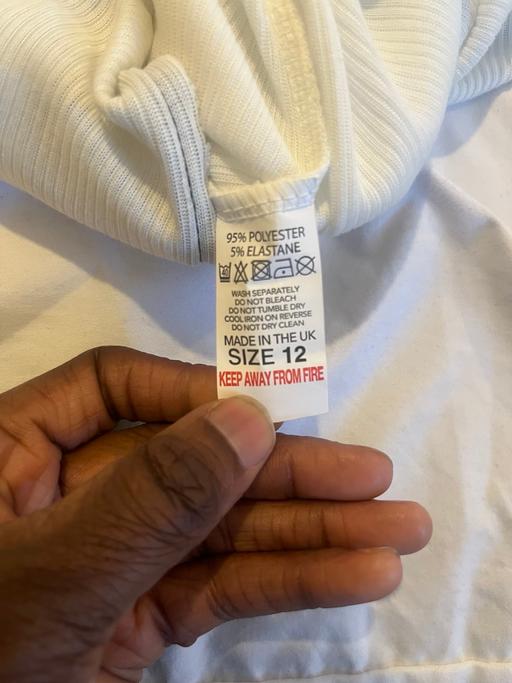 95% POLYESTER
5% ELASTANE
40
WASH SEPARATELY
DO NOT BLEACH
DO NOT TUMBLE DRY
COOL IRON ON REVERSE
DO NOT DRY CLEAN
MADE IN THE UK
SIZE 12
KEEP AWAY FROM FIRE